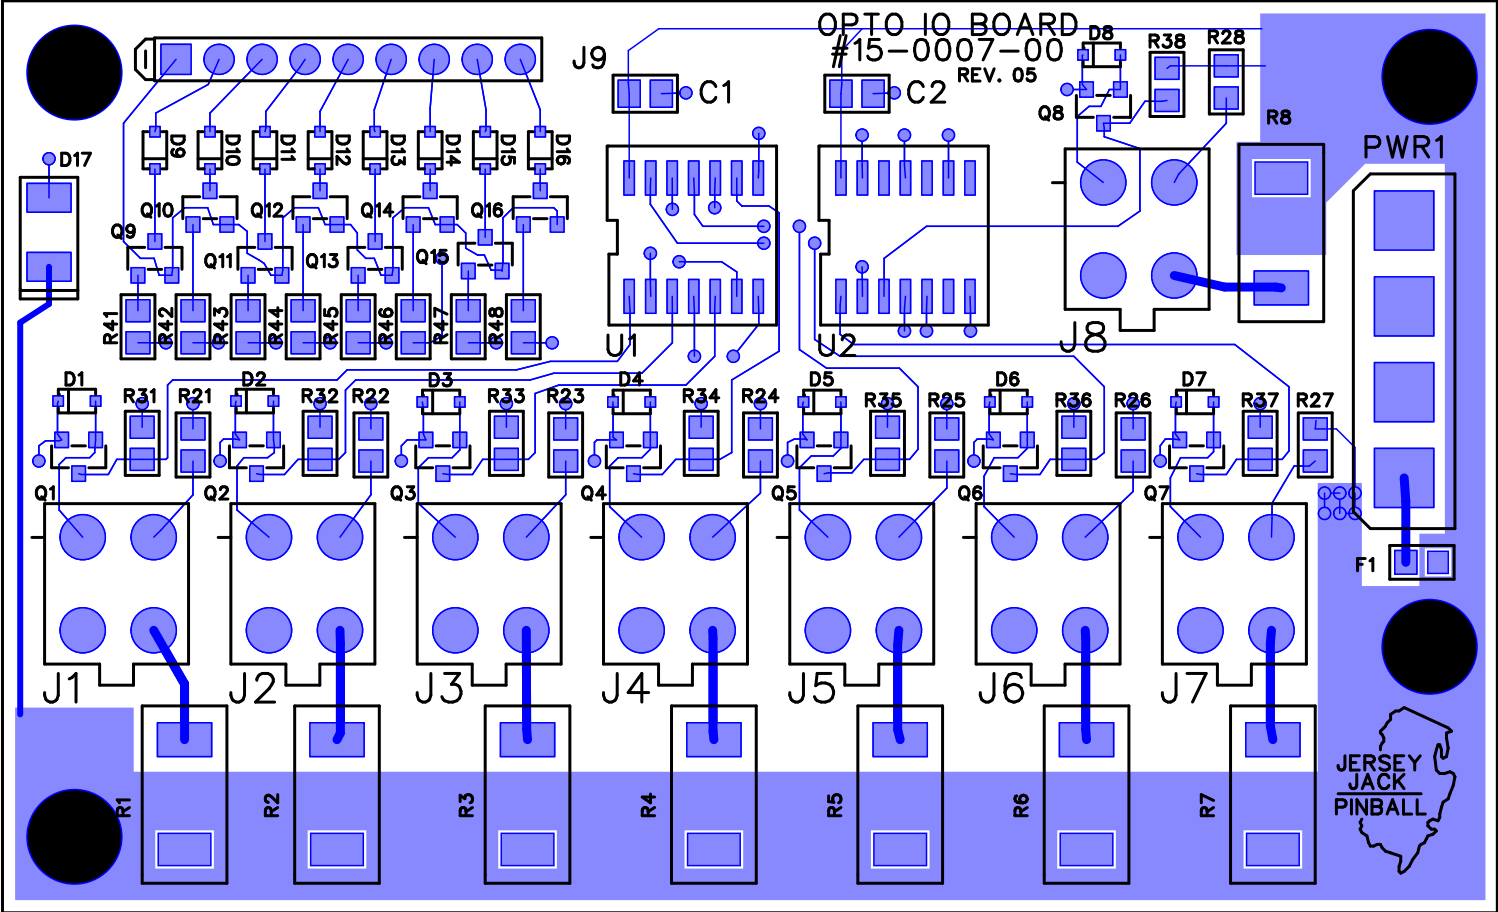 OPTO IO BOARD
#15-0007-00
REV. 05
J9
C1
C2
D8
R38
R28
Q8
R8
PWR1
D17
D9
D10
D11
D12
D13
D14
D15
D16
Q10
Q12
Q14
Q16
Q9
Q11
Q13
Q15
R41
R42
R43
R44
R45
R46
R47
R48
U1
U2
J8
D1
R31
R21
D2
R32
R22
D3
R33
R23
D4
R34
R24
D5
R35
R25
D6
R36
R26
D7
R37
R27
Q1
Q2
Q3
Q4
Q5
Q6
Q7
F1
J1
J2
J3
J4
J5
J6
J7
R1
R2
R3
R4
R5
R6
R7
JERSEY
JACK
PINBALL